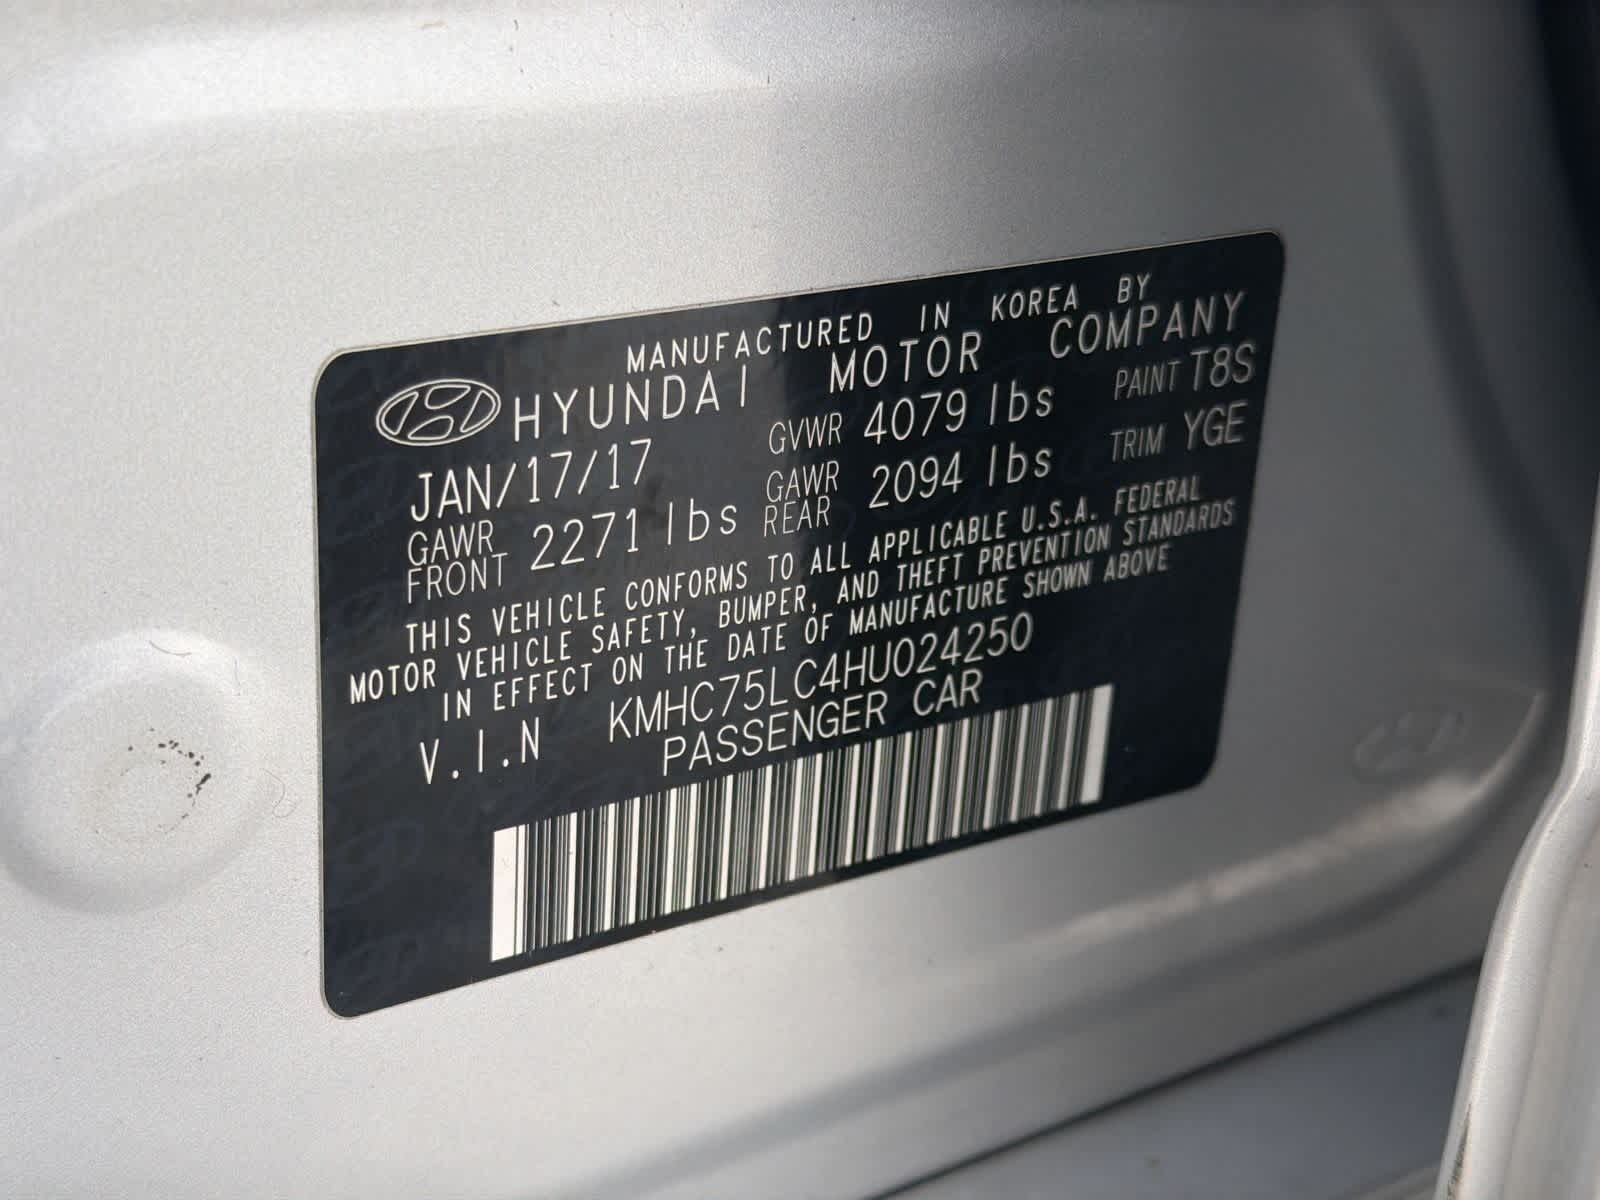 MANUFACTURED IN KOREA BY
HYUNDAI MOTOR COMPANY
JAN/17/17 GVWR 4079 lbs PAINT T8S
GAWR FRONT 2271 lbs GAWR REAR 2094 lbs TRIM YGE
THIS VEHICLE CONFORMS TO ALL APPLICABLE U.S.A. FEDERAL
MOTOR VEHICLE SAFETY, BUMPER, AND THEFT PREVENTION STANDARDS
IN EFFECT ON THE DATE OF MANUFACTURE SHOWN ABOVE
V.I.N KMHC75LC4HU024250
PASSENGER CAR